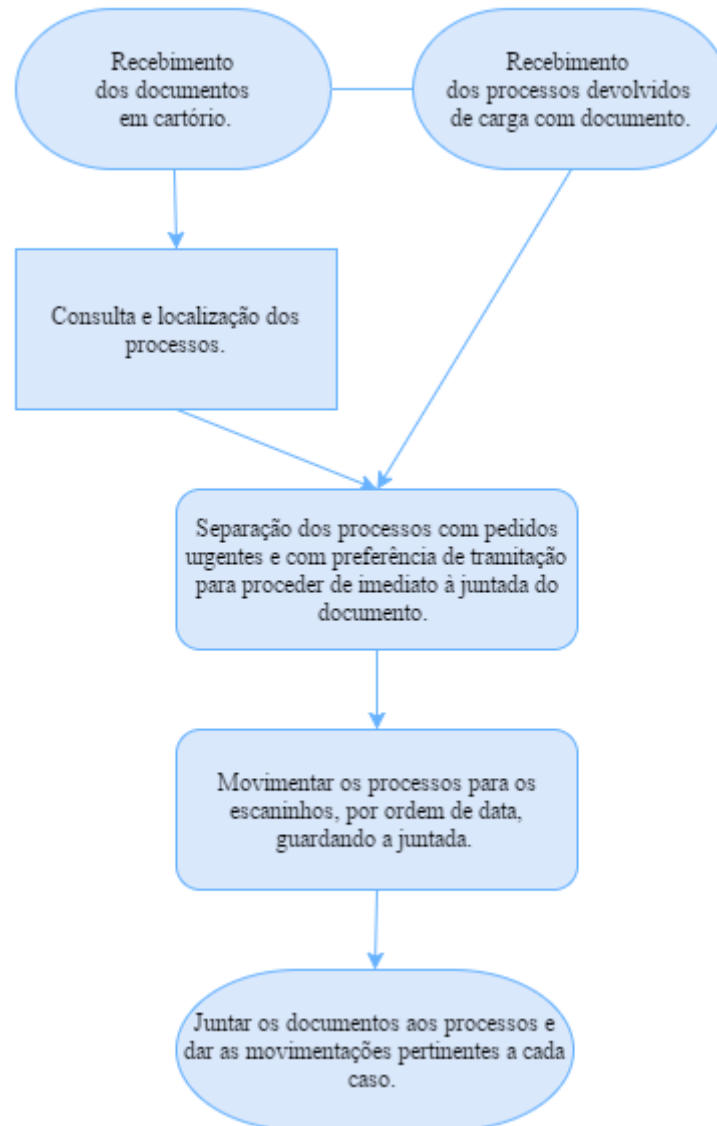 Recebimento
dos documentos
em cartório.
Recebimento
dos processos devolvidos
de carga com documento.
Consulta e localização dos
processos.
Separação dos processos com pedidos
urgentes e com preferência de tramitação
para proceder de imediato à juntada do
documento.
Movimentar os processos para os
escaninhos, por ordem de data,
guardando a juntada.
Juntar os documentos aos processos e
dar as movimentações pertinentes a cada
caso.